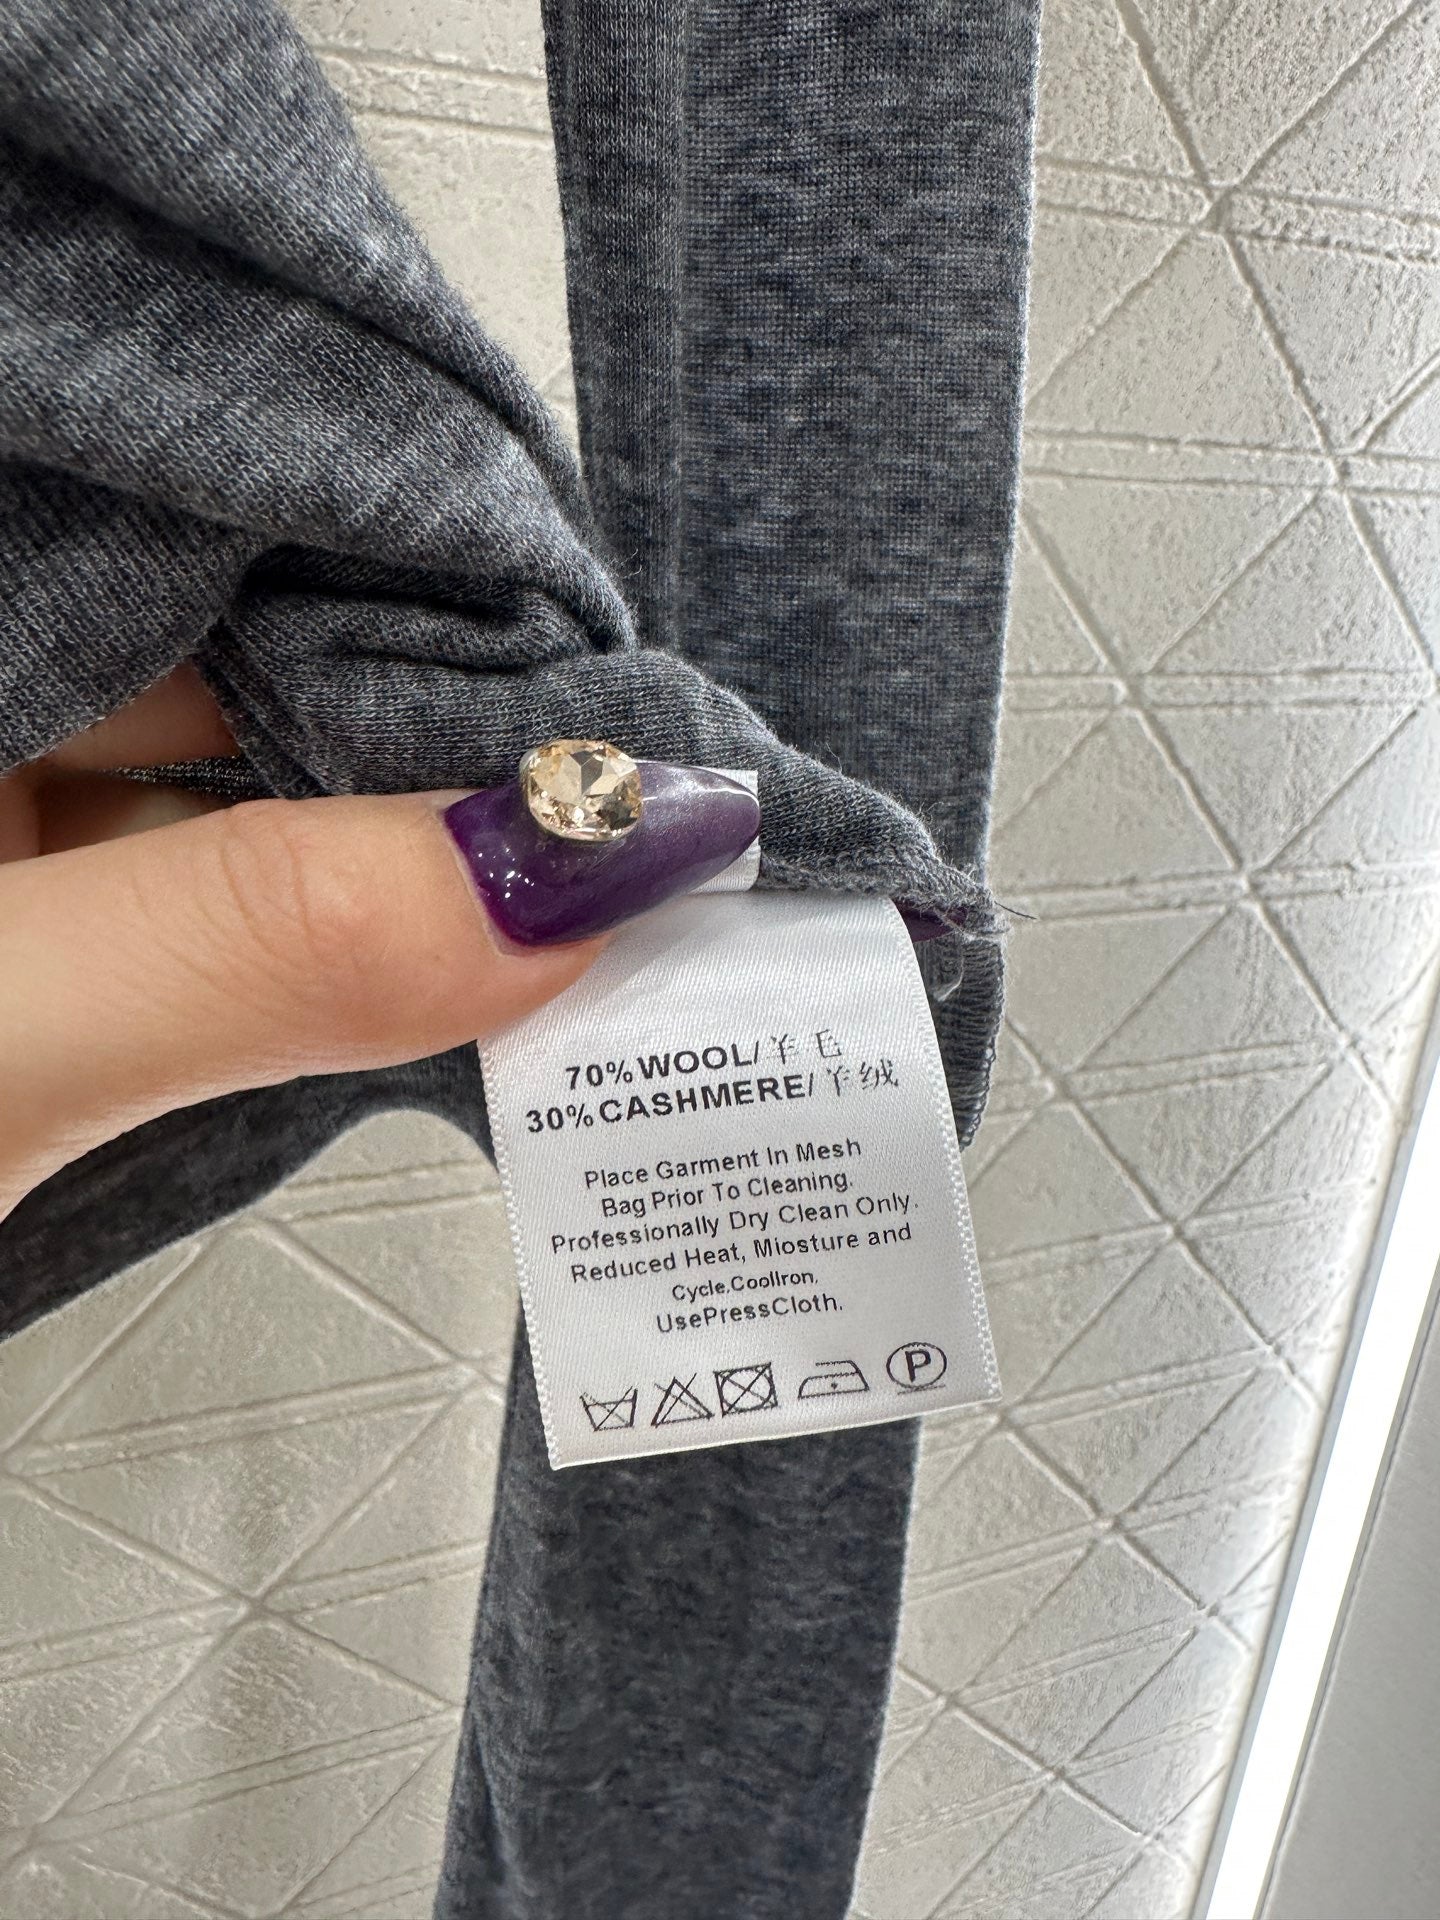 70%WOOL/羊毛
30%CASHMERE/羊绒
Place Garment In Mesh
Bag Prior To Cleaning.
Professionally Dry Clean Only.
Reduced Heat, Miosture and
Cycle.CoolIron.
UsePressCloth.
P